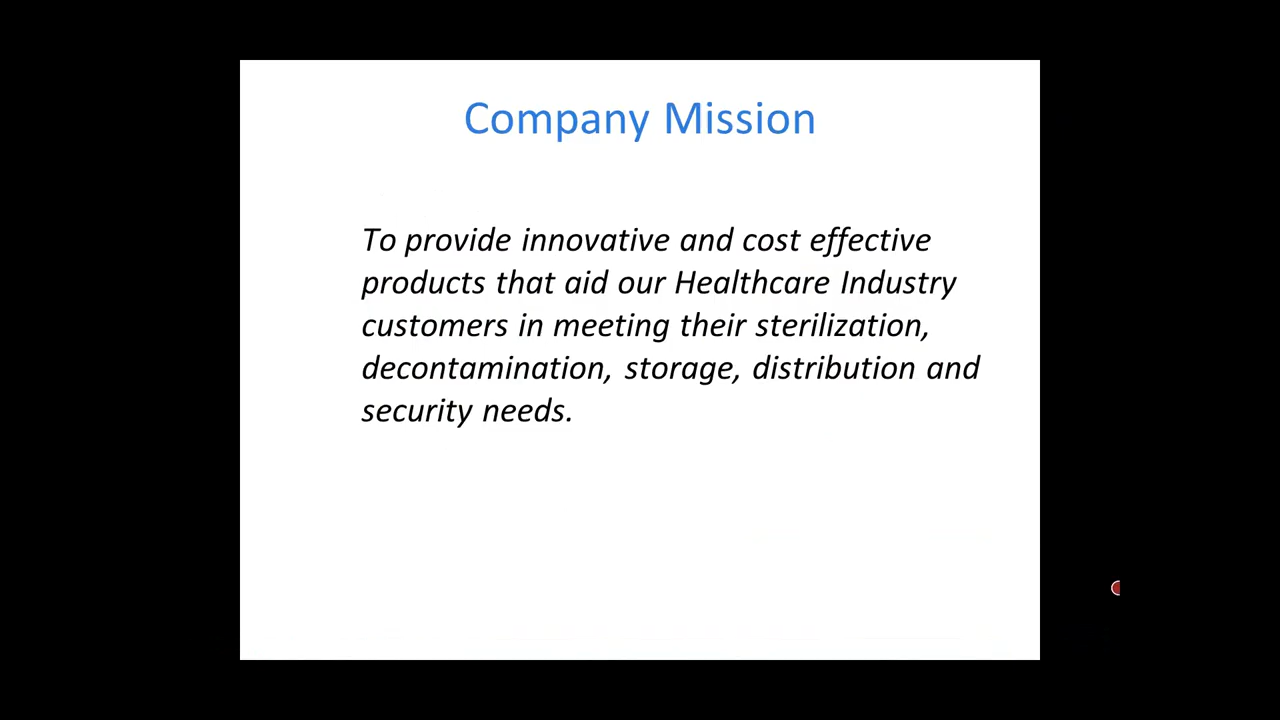 Company Mission
To provide innovative and cost effective
products that aid our Healthcare Industry
customers in meeting their sterilization,
decontamination, storage, distribution and
security needs.